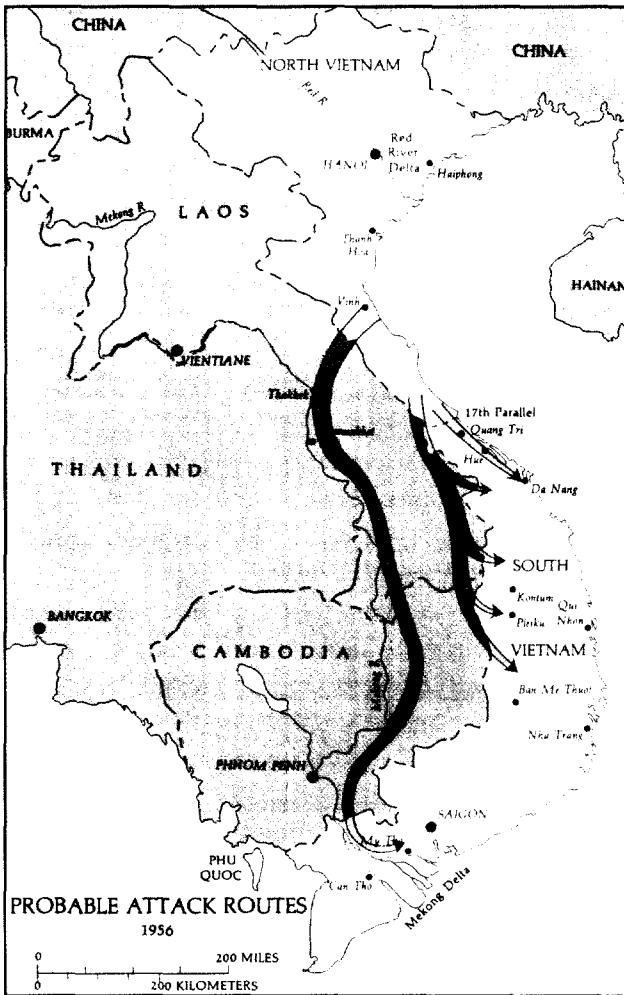 CHINA
CHINA
NORTH VIETNAM
Red R
BURMA
HANOI
Red
River
Delta
Haiphong
Mekong R
LAOS
Thanh
Hoa
HAINAN
Vinh
VIENTIANE
Thakhek
17th Parallel
Quang Tri
Hue
THAILAND
Da Nang
SOUTH
Kontum
Qui
Nhon
Pleiku
BANGKOK
VIETNAM
CAMBODIA
Mekong R
Ban Me Thuot
Nha Trang
PHNOM PENH
SAIGON
My Tho
PHU
QUOC
Can Tho
Mekong Delta
PROBABLE ATTACK ROUTES
1956
0 200 MILES
0 200 KILOMETERS